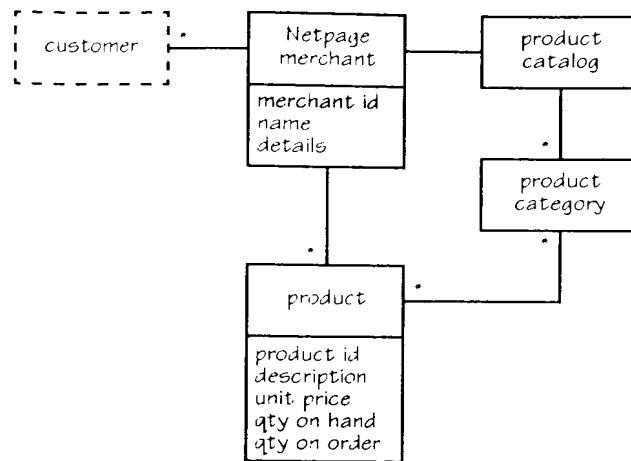 customer
Netpage
merchant
merchant id
name
details
product
catalog
product
category
product
product id
description
unit price
qty on hand
qty on order